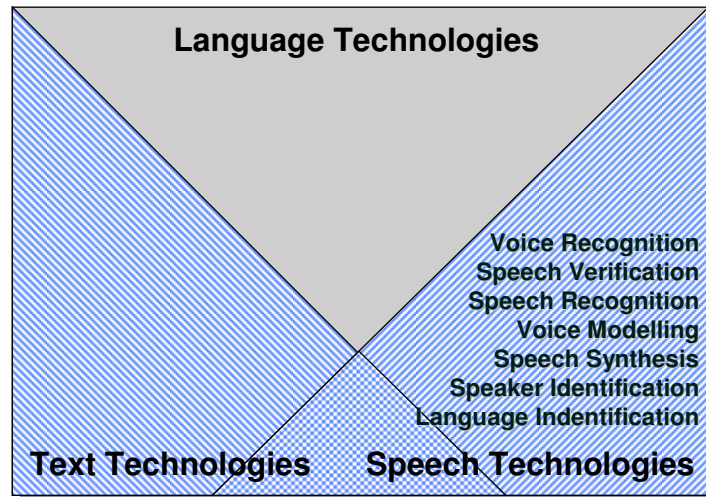 Language Technologies
Voice Recognition
Speech Verification
Speech Recognition
Voice Modelling
Speech Synthesis
Speaker Identification
Language Indentification
Text Technologies
Speech Technologies